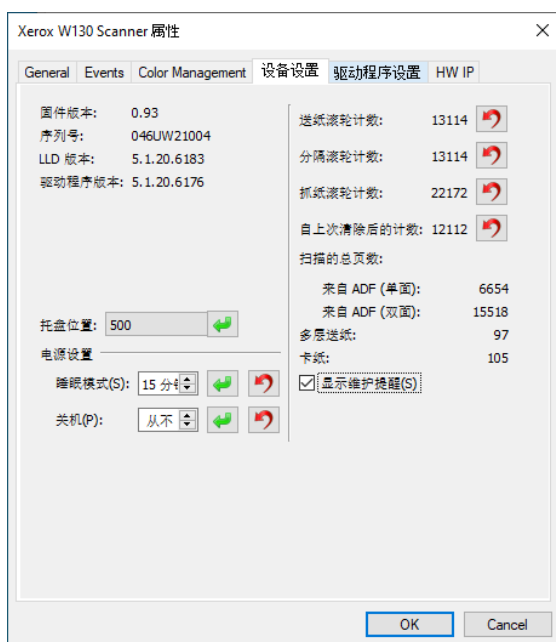 Xerox W130 Scanner 属性
General Events Color Management 设备设置 驱动程序设置 HW IP
固件版本: 0.93
序列号: 046UW21004
LLD 版本: 5.1.20.6183
驱动程序版本: 5.1.20.6176
托盘位置: 500
电源设置
睡眠模式(S): 15 分
关机(P): 从不
送纸滚轮计数: 13114
分隔滚轮计数: 13114
抓纸滚轮计数: 22172
自上次清除后的计数: 12112
扫描的总页数:
来自 ADF (单面): 6654
来自 ADF (双面): 15518
多层送纸: 97
卡纸: 105
显示维护提醒(S)
OK Cancel